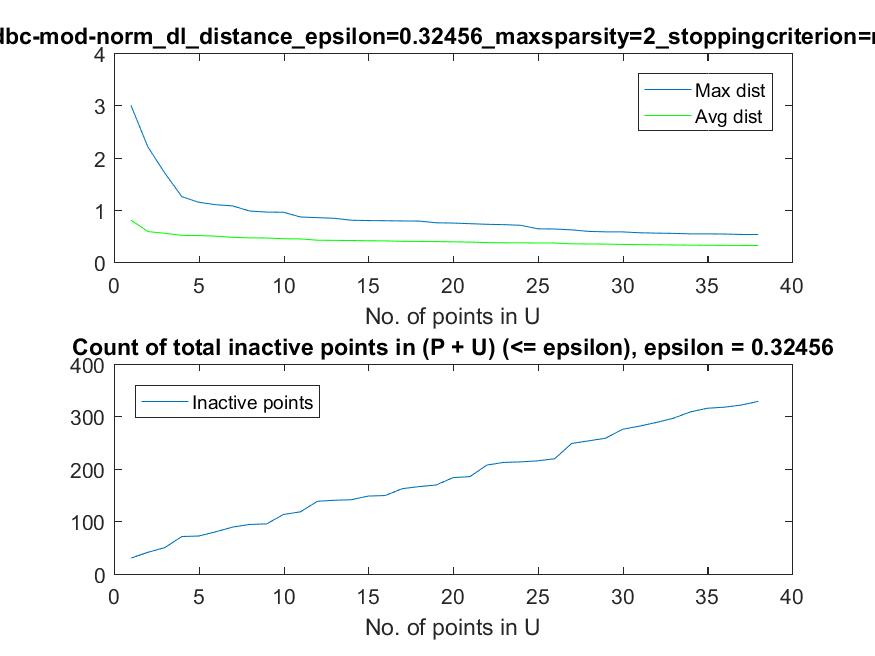 dbc-mod-norm_dl_distance_epsilon=0.32456_maxsparsity=2_stoppingcriterion=
4
3
2
1
0
Max dist
Avg dist
0 5 10 15 20 25 30 35 40
No. of points in U
Count of total inactive points in (P + U) (<= epsilon), epsilon = 0.32456
400
300
200
100
0
Inactive points
0 5 10 15 20 25 30 35 40
No. of points in U